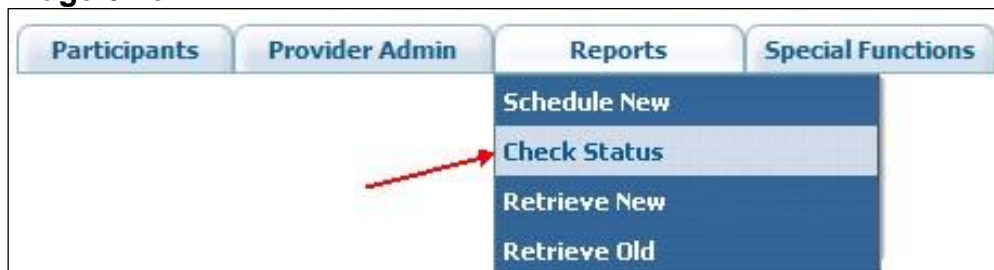 Participants Provider Admin Reports Special Functions
Schedule New
Check Status
Retrieve New
Retrieve Old